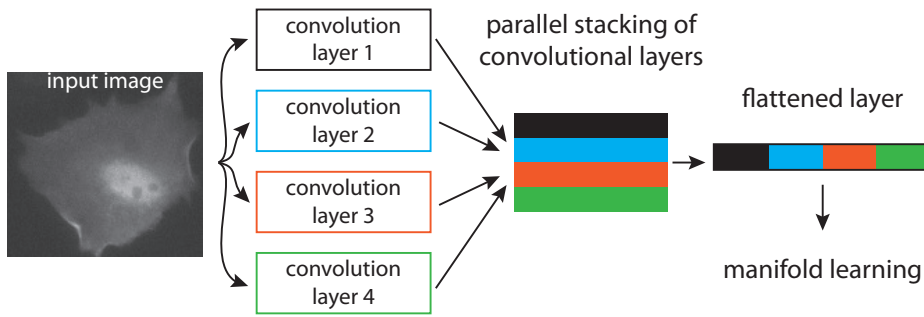 input image
convolution
layer 1
convolution
layer 2
convolution
layer 3
convolution
layer 4
parallel stacking of
convolutional layers
flattened layer
manifold learning